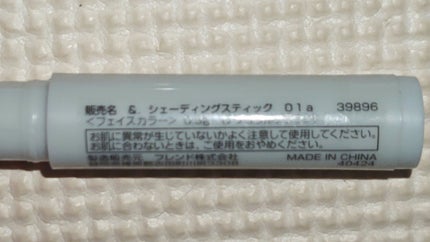 販売名 & シェーディングスティック 01a 39896
<フェイスカラー> 0.5g
お肌に異常が生じていないかよく注意して使用してください。
お肌に合わないときは、ご使用をおやめください。
製造販売元 フレンド株式会社 MADE IN CHINA
40424